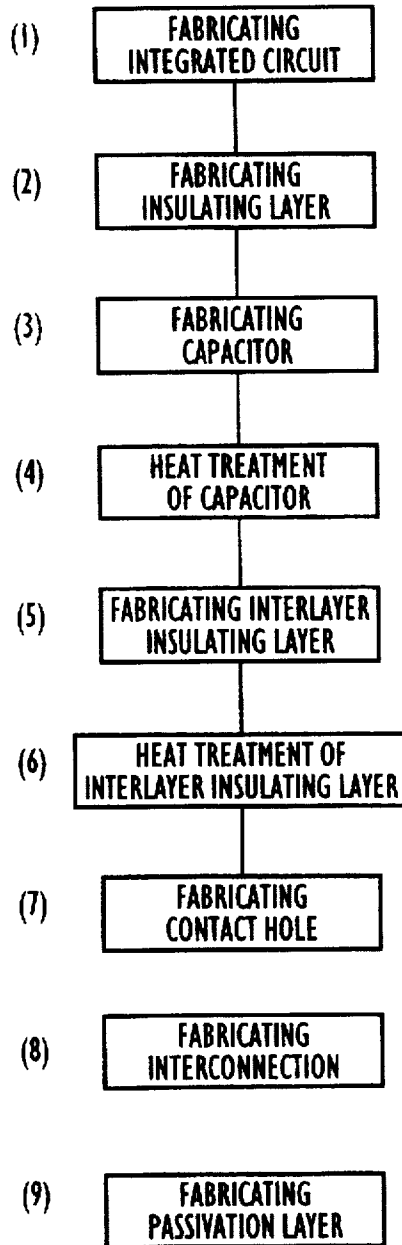 (1)
FABRICATING
INTEGRATED CIRCUIT
(2)
FABRICATING
INSULATING LAYER
(3)
FABRICATING
CAPACITOR
(4)
HEAT TREATMENT
OF CAPACITOR
(5)
FABRICATING INTERLAYER
INSULATING LAYER
(6)
HEAT TREATMENT OF
INTERLAYER INSULATING LAYER
(7)
FABRICATING
CONTACT HOLE
(8)
FABRICATING
INTERCONNECTION
(9)
FABRICATING
PASSIVATION LAYER